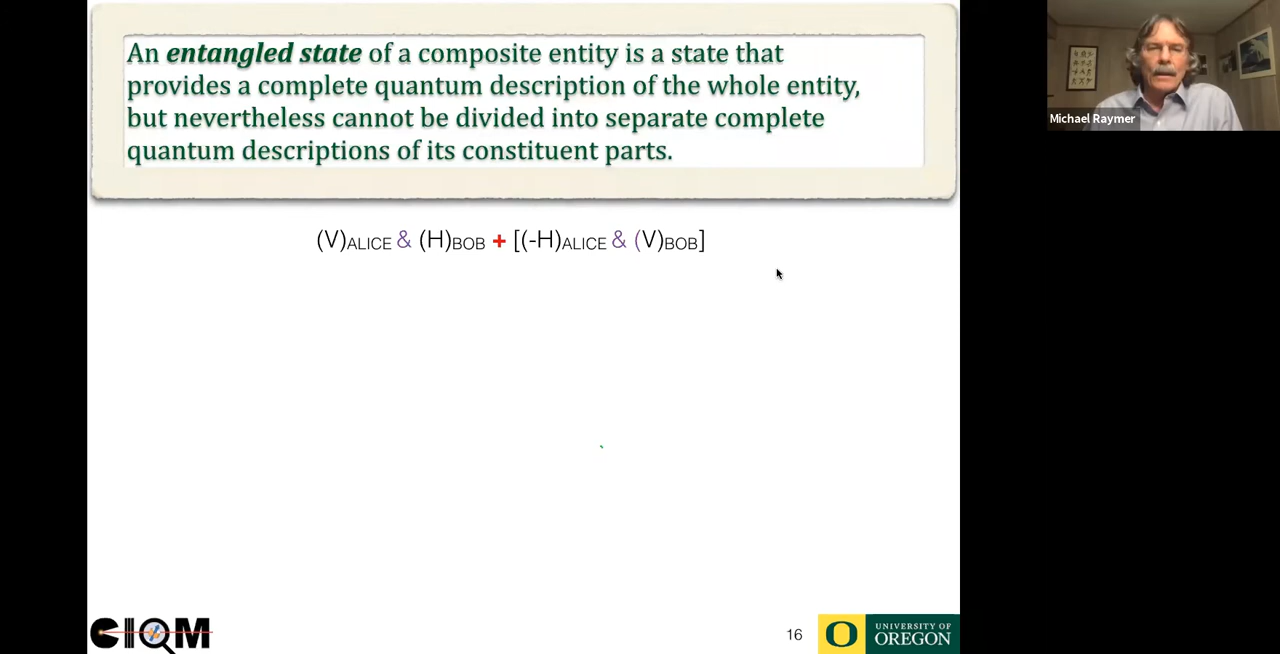 An entangled state of a composite entity is a state that
provides a complete quantum description of the whole entity,
but nevertheless cannot be divided into separate complete
quantum descriptions of its constituent parts.
Michael Raymer
(V)ALICE & (H)BOB + [(-H)ALICE & (V)BOB]
CIQM
16
O
UNIVERSITY OF
OREGON